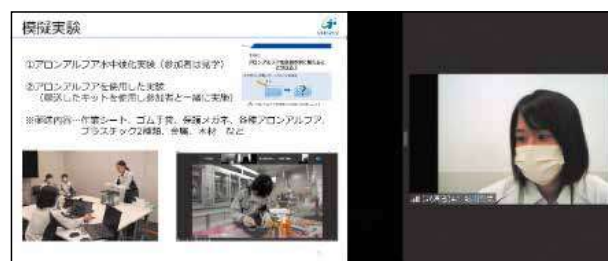 模擬実験
①アロンアルフア水中硬化実験（参加者は見学）
②アロンアルフアを使用した実験
（郵送したキットを使用し参加者と一緒に実施）
※郵送内容…作業シート、ゴム手袋、保護メガネ、各種アロンアルフア、
プラスチック2種類、金属、木材　など